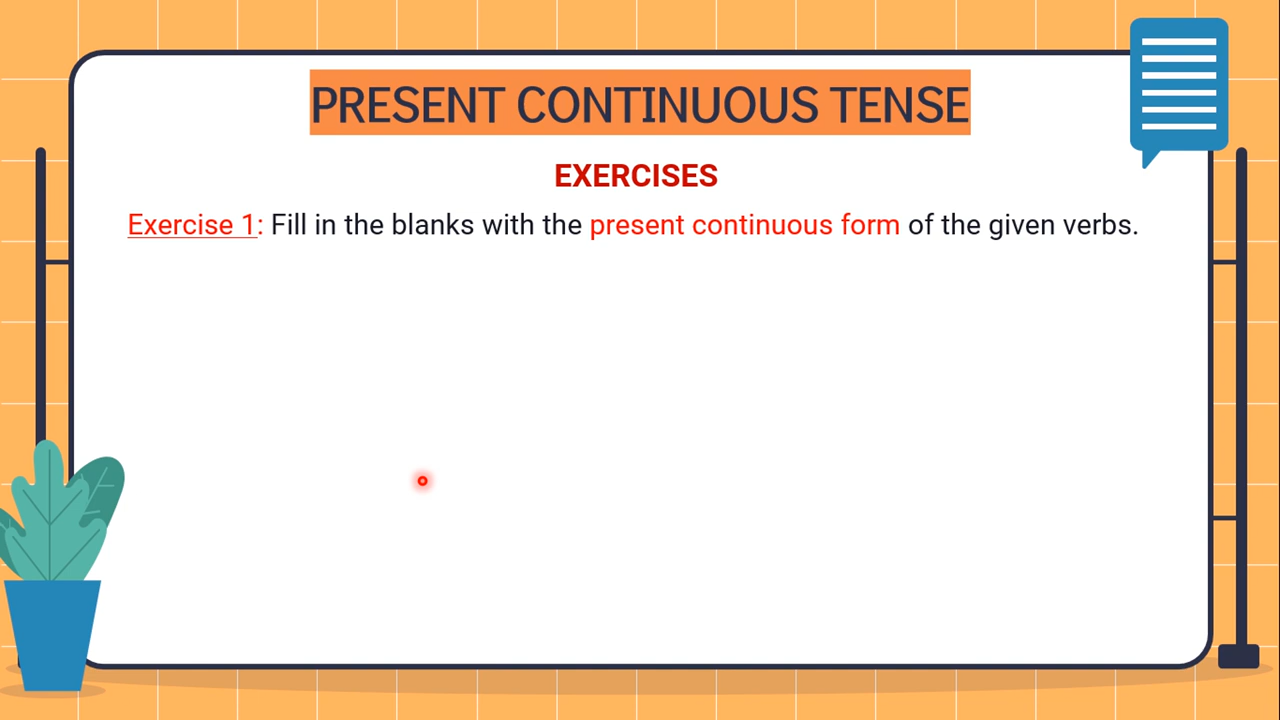 PRESENT CONTINUOUS TENSE
EXERCISES
Exercise 1: Fill in the blanks with the present continuous form of the given verbs.